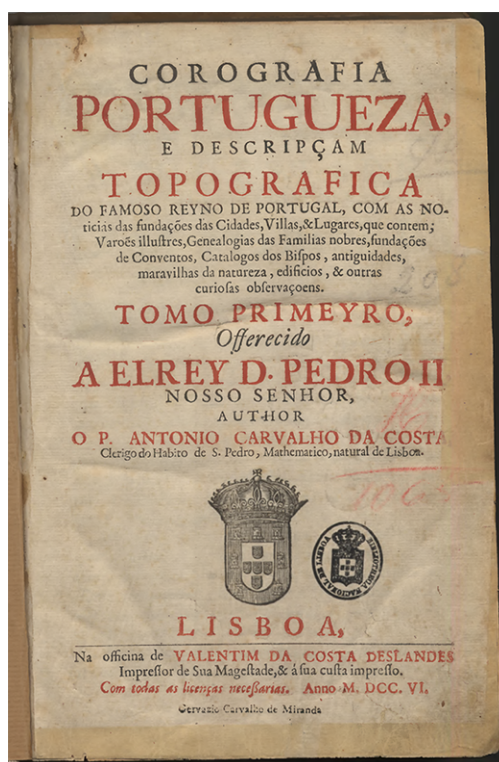 COROGRAFIA
PORTUGUEZA,
E DESCRIPÇAM
TOPOGRAFICA
DO FAMOSO REYNO DE PORTUGAL, COM AS NO-
ticias das fundações das Cidades, Villas, & Lugares, que contem;
Varoẽs illuſtres, Genealogias das Familias nobres, fundações
de Conventos, Catalogos dos Biſpos, antiguidades,
maravilhas da natureza, edificios, & outras
curioſas obſervaçoens.
TOMO PRIMEYRO,
Offerecido
A ELREY D. PEDRO II
NOSSO SENHOR,
AUTHOR
O P. ANTONIO CARVALHO DA COSTA
Clerigo do Habito de S. Pedro, Mathematico, natural de Lisboa.
LISBOA,
Na officina de VALENTIM DA COSTA DESLANDES
Impreſſor de Sua Mageſtade, & á ſua cuſta impreſſo.
Com todas as licenças neceſſarias. Anno M. DCC. VI.
Gervazio Carvalho de Miranda